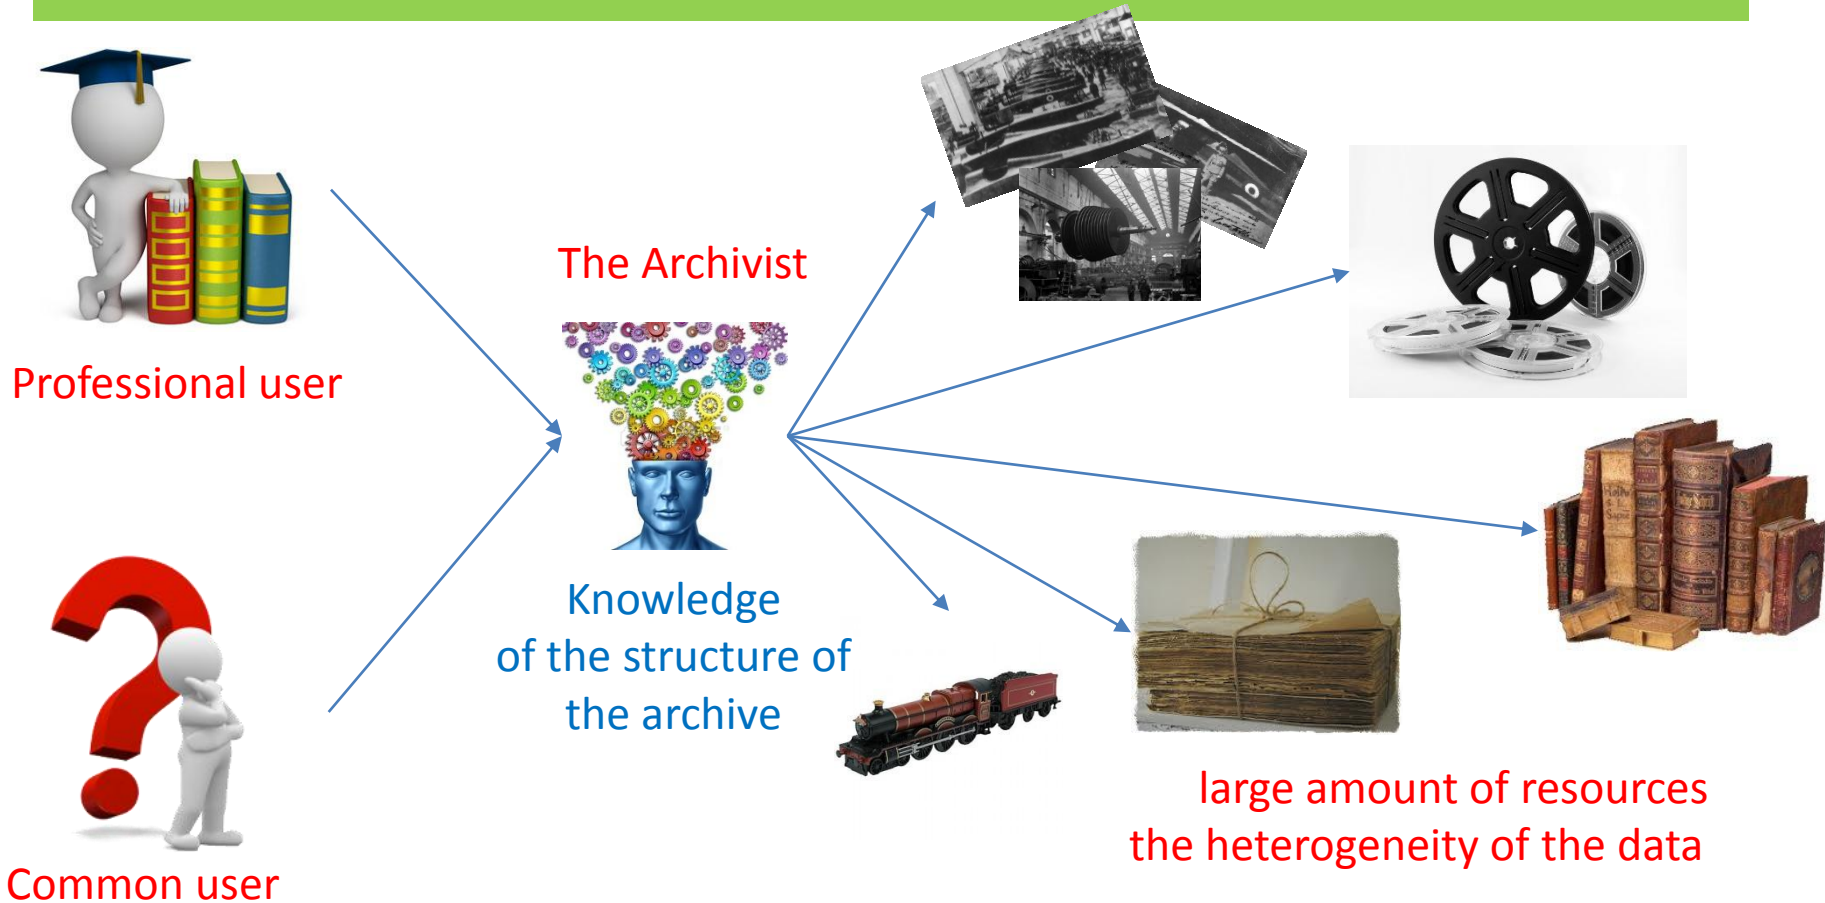 Professional user
The Archivist
Knowledge
of the structure of
the archive
Common user
large amount of resources
the heterogeneity of the data